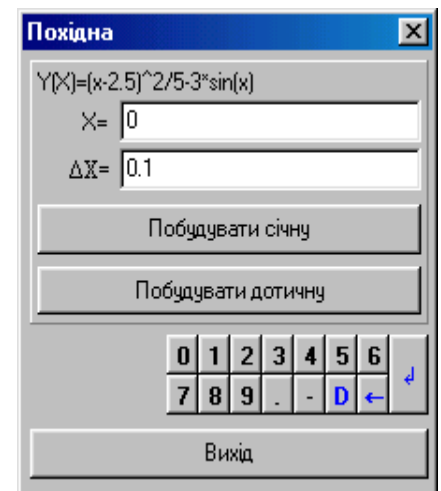 Похідна
Y(X)=(x-2.5)^2/5-3*sin(x)
X= 0
ΔX= 0.1
Побудувати січну
Побудувати дотичну
0 1 2 3 4 5 6
7 8 9 . - D ←
Вихід